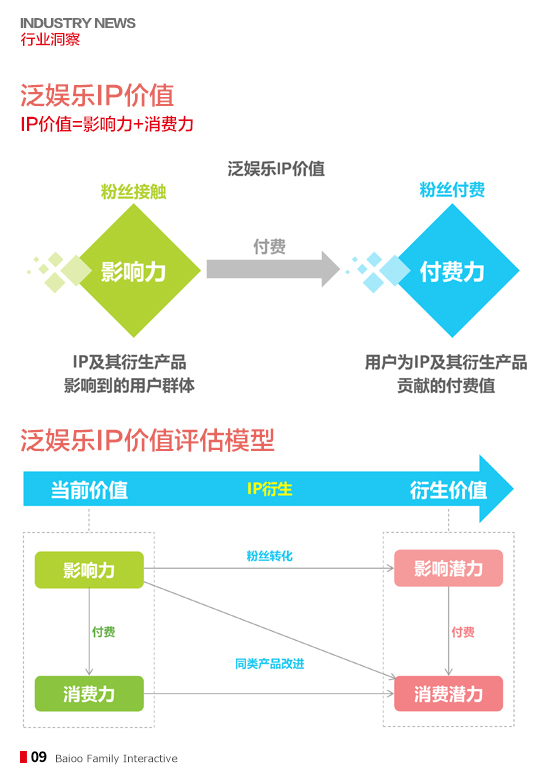 INDUSTRY NEWS
行业洞察
泛娱乐IP价值
IP价值=影响力+消费力
泛娱乐IP价值
粉丝接触
粉丝付费
影响力
付费
付费力
IP及其衍生产品
影响到的用户群体
用户为IP及其衍生产品
贡献的付费值
泛娱乐IP价值评估模型
当前价值
IP衍生
衍生价值
影响力
粉丝转化
影响潜力
付费
付费
同类产品改进
消费力
消费潜力
09 Baioo Family Interactive